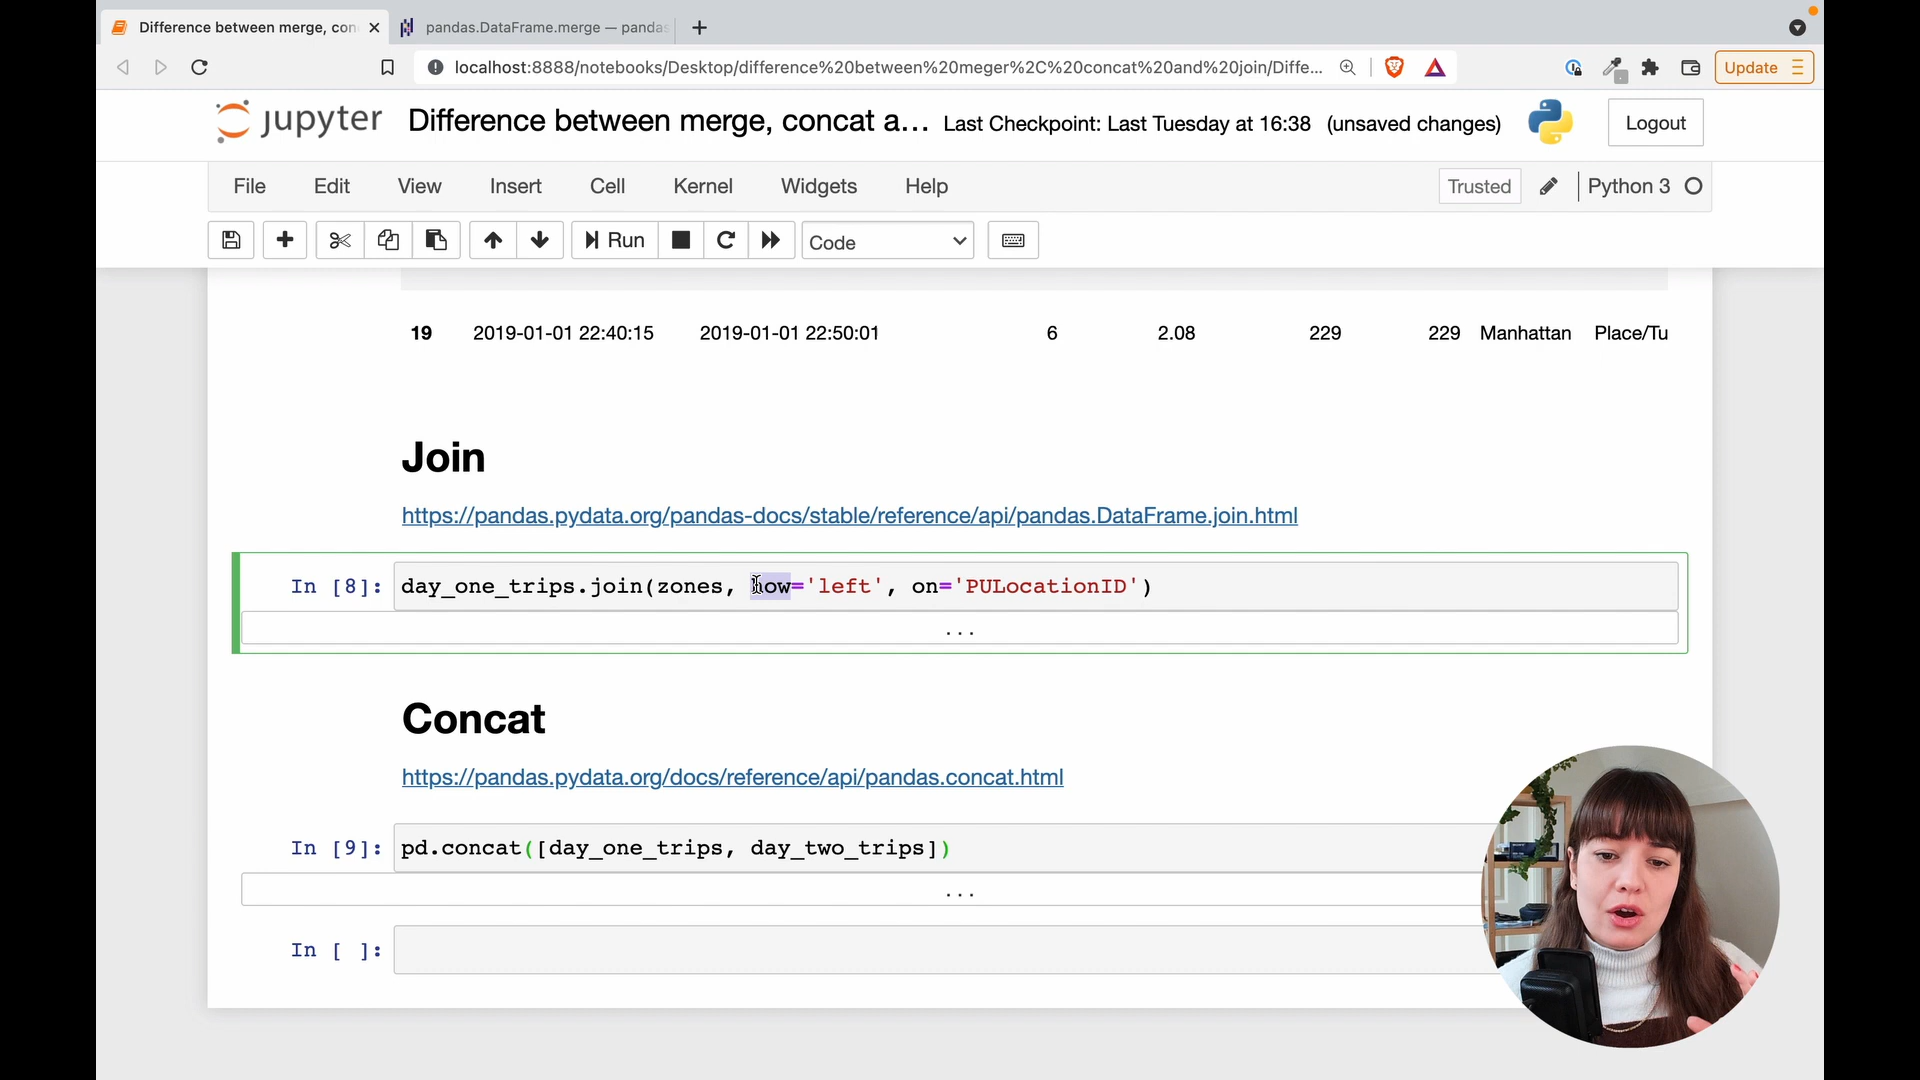 Difference between merge, con
pandas.DataFrame.merge — panda
localhost:8888/notebooks/Desktop/difference%20between%20meger%2C%20concat%20and%20join/Diffe...
Update
jupyter
Difference between merge, concat a...
Last Checkpoint: Last Tuesday at 16:38 (unsaved changes)
Logout
File Edit View Insert Cell Kernel Widgets Help
Trusted
Python 3
Run
Code
19 2019-01-01 22:40:15 2019-01-01 22:50:01 6 2.08 229 229 Manhattan Place/Tu
Join
https://pandas.pydata.org/pandas-docs/stable/reference/api/pandas.DataFrame.join.html
In [8]: day_one_trips.join(zones, how='left', on='PULocationID')
...
Concat
https://pandas.pydata.org/docs/reference/api/pandas.concat.html
In [9]: pd.concat([day_one_trips, day_two_trips])
...
In [ ]: